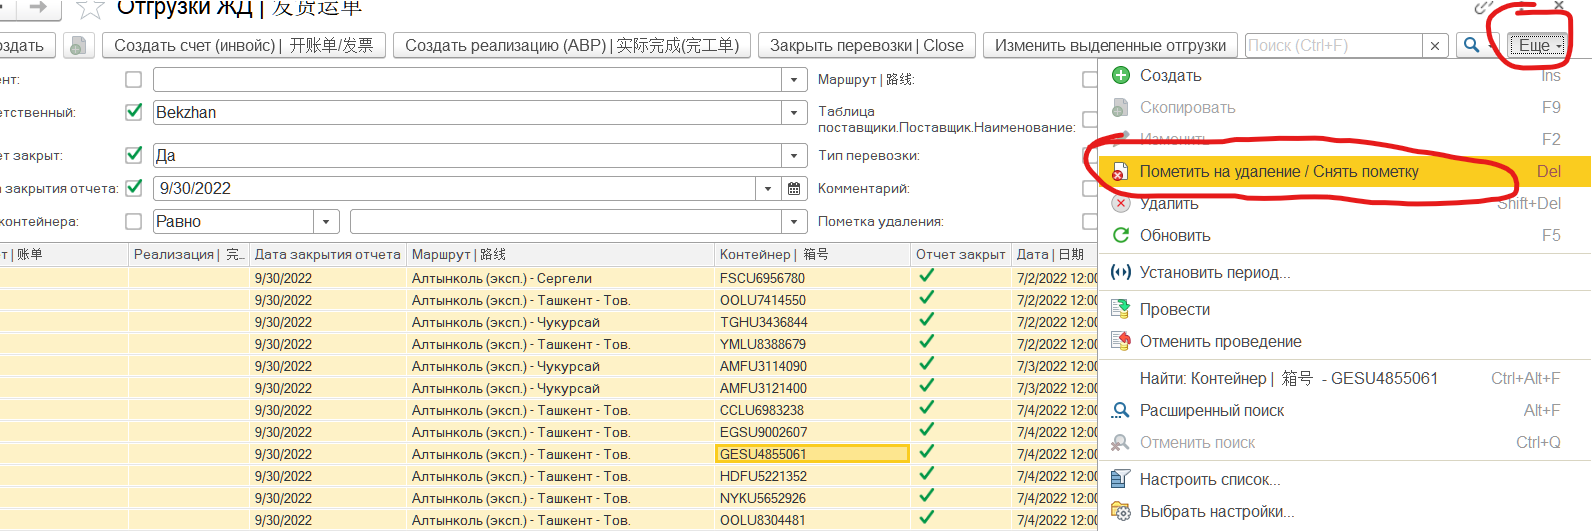 Отгрузки ЖД | 发货运单
оздать
Создать счет (инвойс) | 开账单/发票
Создать реализацию (АВР) | 实际完成(完工单)
Закрыть перевозки | Close
Изменить выделенные отгрузки
Поиск (Ctrl+F)
×
Еще
ент:
Маршрут | 路线:
етственный:
Bekzhan
Таблица
поставщики.Поставщик.Наименование:
ет закрыт:
Да
Тип перевозки:
а закрытия отчета:
9/30/2022
Комментарий:
контейнера:
Равно
Пометка удаления:
Создать Ins
Скопировать F9
Изменить F2
Пометить на удаление / Снять пометку Del
Удалить Shift+Del
Обновить F5
Установить период...
Провести
Отменить проведение
Найти: Контейнер | 箱号 - GESU4855061 Ctrl+Alt+F
Расширенный поиск Alt+F
Отменить поиск Ctrl+Q
Настроить список...
Выбрать настройки...
т | 账单 Реализация | 完... Дата закрытия отчета Маршрут | 路线 Контейнер | 箱号 Отчет закрыт Дата | 日期
9/30/2022 Алтынколь (эксп.) - Сергели FSCU6956780 7/2/2022 12:00
9/30/2022 Алтынколь (эксп.) - Ташкент - Тов. OOLU7414550 7/2/2022 12:00
9/30/2022 Алтынколь (эксп.) - Чукурсай TGHU3436844 7/2/2022 12:00
9/30/2022 Алтынколь (эксп.) - Ташкент - Тов. YMLU8388679 7/2/2022 12:00
9/30/2022 Алтынколь (эксп.) - Чукурсай AMFU3114090 7/3/2022 12:00
9/30/2022 Алтынколь (эксп.) - Чукурсай AMFU3121400 7/3/2022 12:00
9/30/2022 Алтынколь (эксп.) - Ташкент - Тов. CCLU6983238 7/4/2022 12:00
9/30/2022 Алтынколь (эксп.) - Ташкент - Тов. EGSU9002607 7/4/2022 12:00
9/30/2022 Алтынколь (эксп.) - Ташкент - Тов. GESU4855061 7/4/2022 12:00
9/30/2022 Алтынколь (эксп.) - Ташкент - Тов. HDFU5221352 7/4/2022 12:00
9/30/2022 Алтынколь (эксп.) - Ташкент - Тов. NYKU5652926 7/4/2022 12:00
9/30/2022 Алтынколь (эксп.) - Ташкент - Тов. OOLU8304481 7/4/2022 12:00